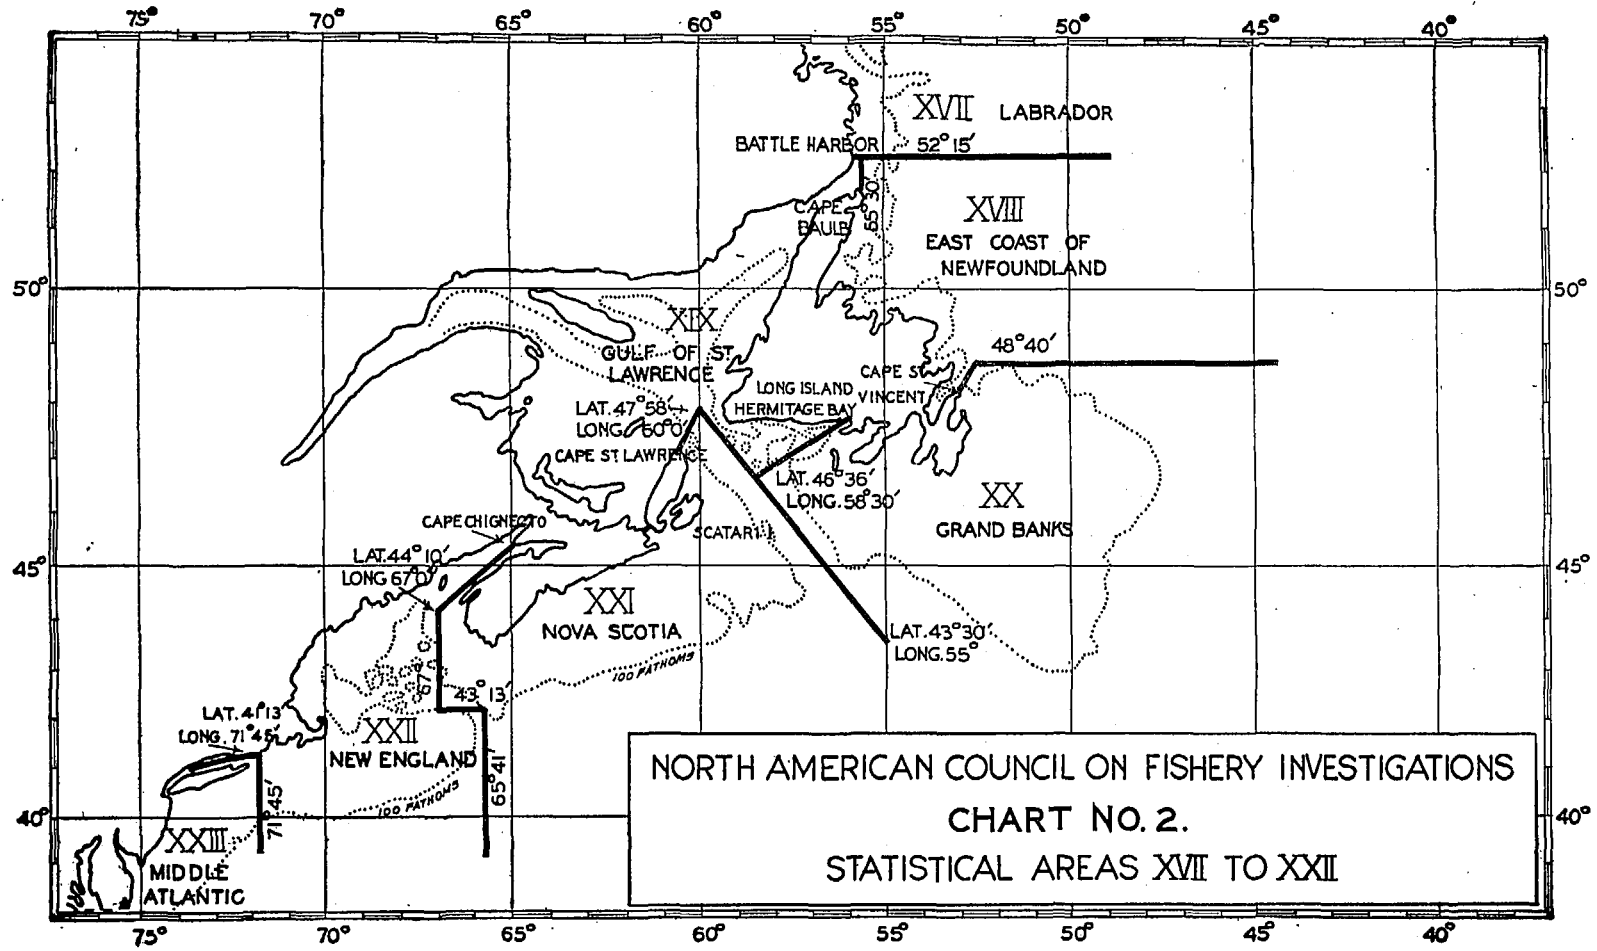 75° 70° 65° 60° 55° 50° 45° 40°
XVII LABRADOR
BATTLE HARBOR 52° 15′
55° 30′
CAPE
BAULD
XVIII
EAST COAST OF
NEWFOUNDLAND
50° 50°
XIX
GULF OF ST
LAWRENCE
48° 40′
CAPE ST
VINCENT
LONG ISLAND
HERMITAGE BAY
LAT. 47° 58′
LONG. 60° 0′
CAPE ST LAWRENCE
LAT. 46° 36′
LONG. 58° 30′
XX
GRAND BANKS
SCATARI
CAPE CHIGNECTO
LAT. 44° 10′
LONG 67° 0′
45° 45°
XXI
NOVA SCOTIA
LAT. 43° 30′
LONG. 55°
100 FATHOMS
67°
43° 13′
LAT. 41° 13′
LONG. 71° 45′
XXII
NEW ENGLAND
65° 41′
100 FATHOMS
71° 45′
40° 40°
XXIII
MIDDLE
ATLANTIC
NORTH AMERICAN COUNCIL ON FISHERY INVESTIGATIONS
CHART NO. 2.
STATISTICAL AREAS XVII TO XXII
75° 70° 65° 60° 55° 50° 45° 40°